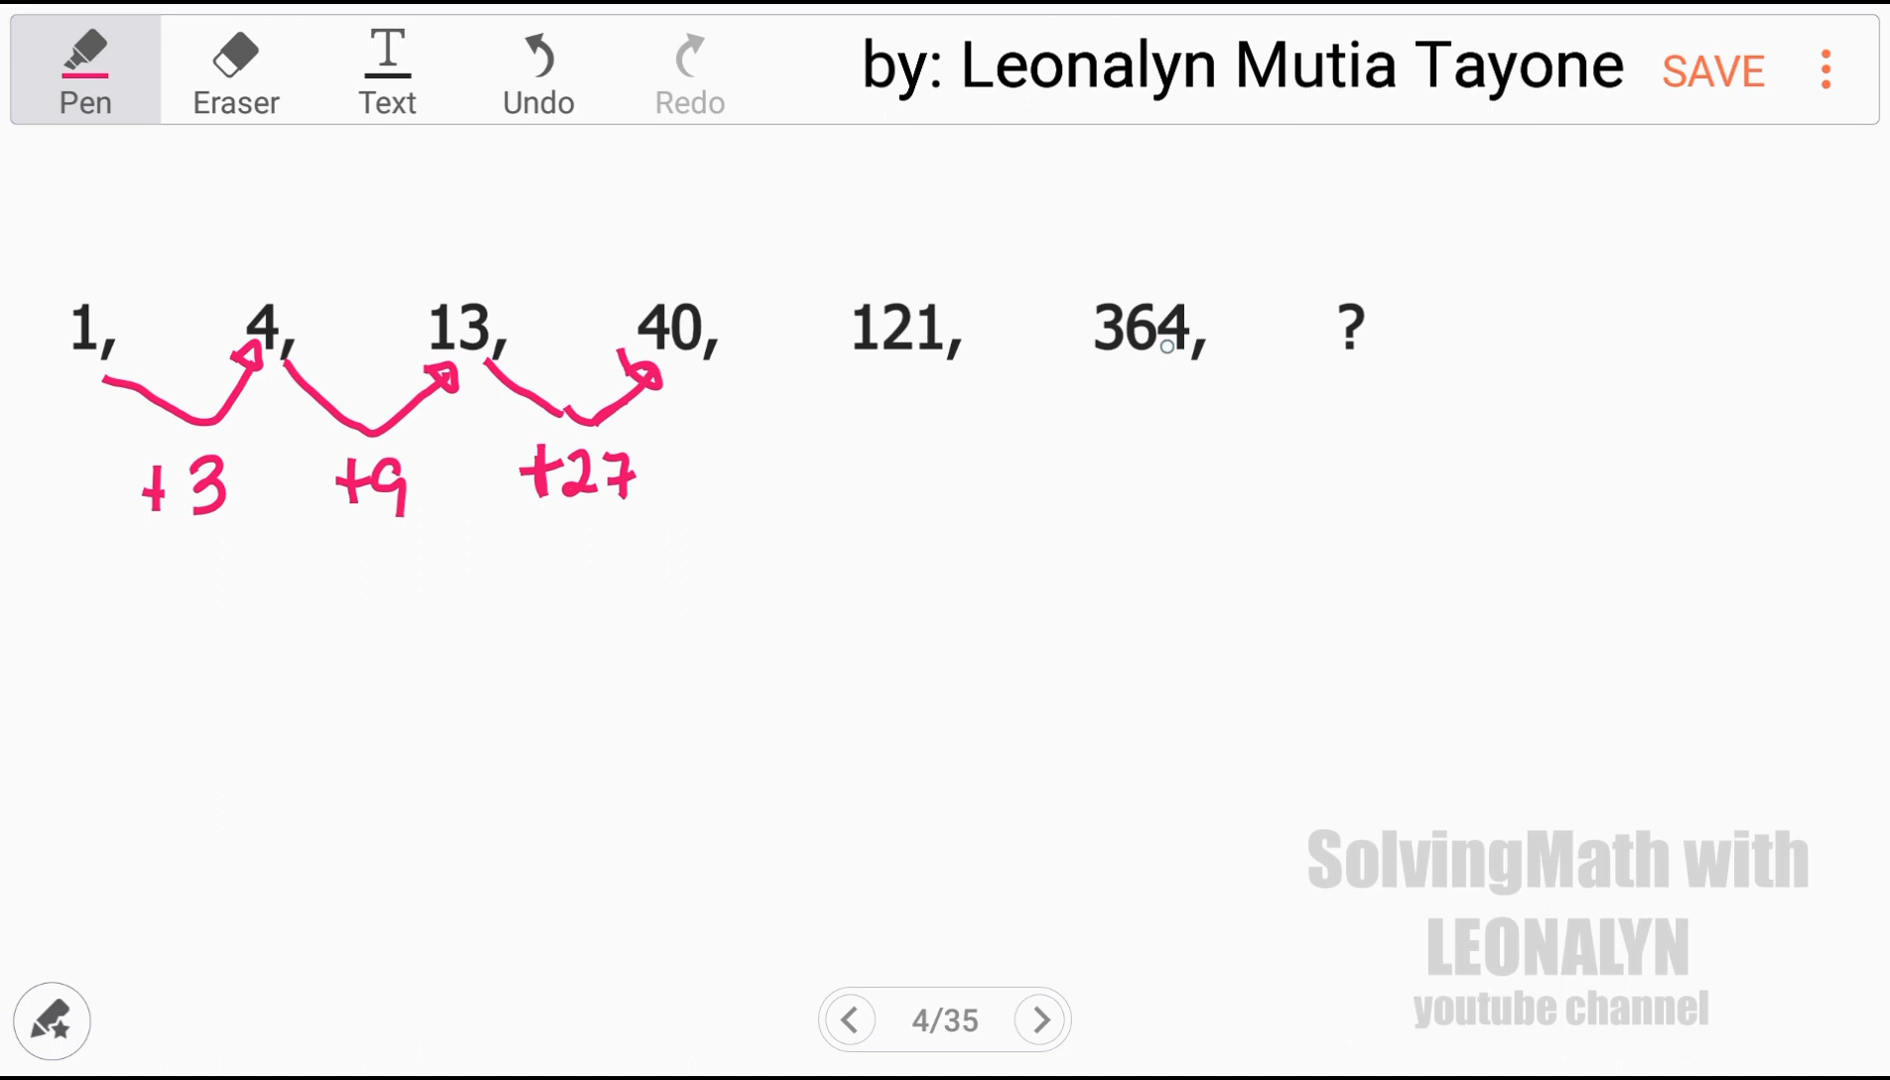 by: Leonalyn Mutia Tayone
SAVE
Pen
Eraser
Text
Undo
Redo
1, 4, 13, 40, 121, 364, ?
+3 +9 +27
SolvingMath with
LEONALYN
youtube channel
4/35